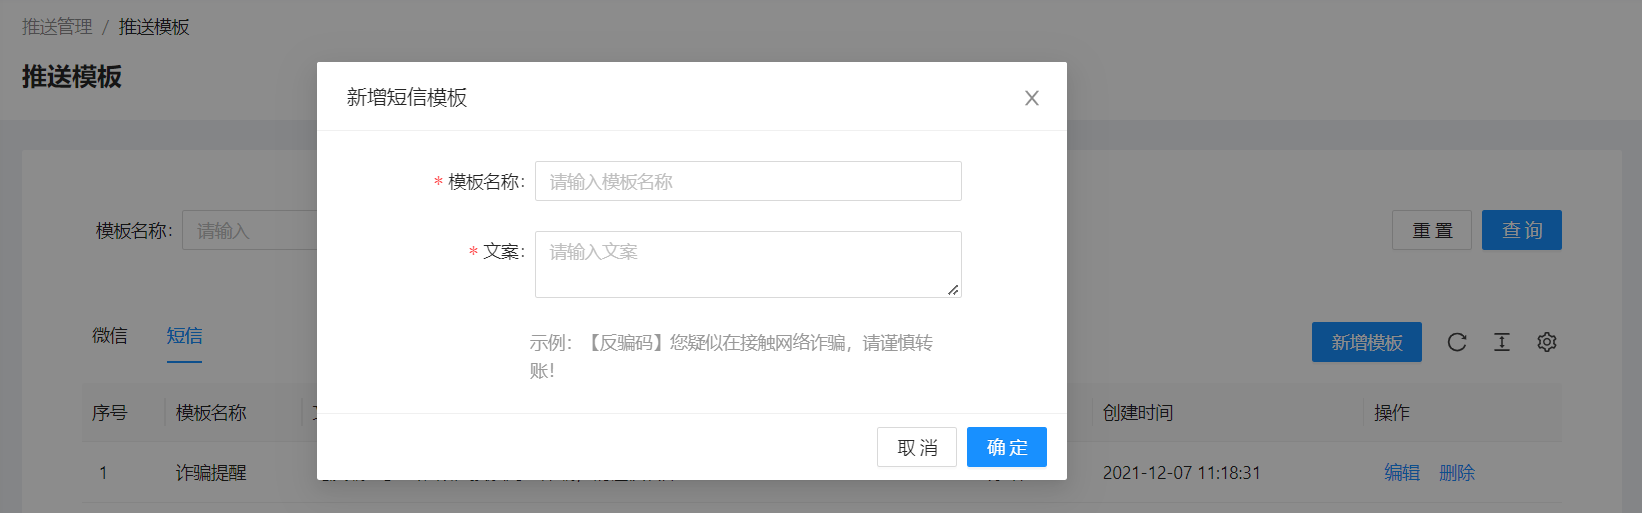 推送管理 / 推送模板
推送模板
新增短信模板
* 模板名称：
请输入模板名称
模板名称：
请输入
重 置
查 询
* 文案：
请输入文案
微信
短信
新增模板
示例：【反骗码】您疑似在接触网络诈骗，请谨慎转
账！
序号
模板名称
创建时间
操作
取 消
确 定
1
诈骗提醒
2021-12-07 11:18:31
编辑
删除